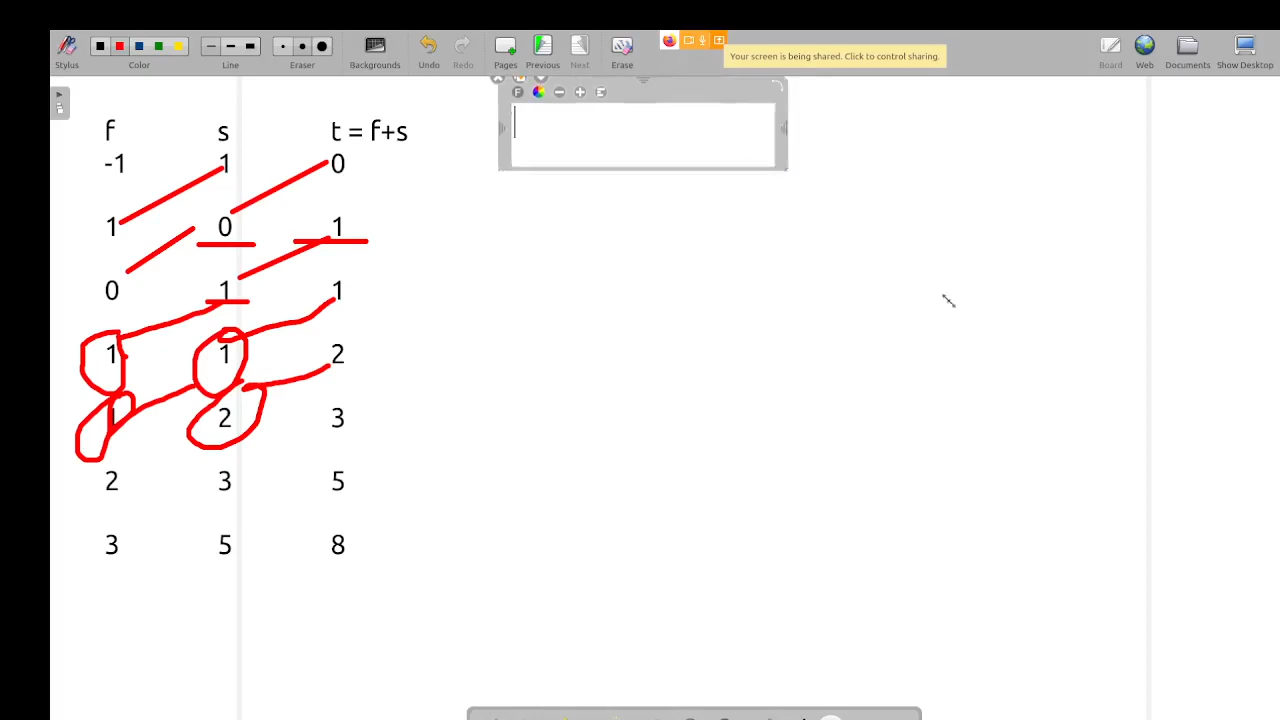 Your screen is being shared. Click to control sharing.
Stylus Color Line Eraser Backgrounds Undo Redo Pages Previous Next Erase Board Web Documents Show Desktop
F
f s t = f+s
-1 1 0
1 0 1
0 1 1
1 1 2
1 2 3
2 3 5
3 5 8